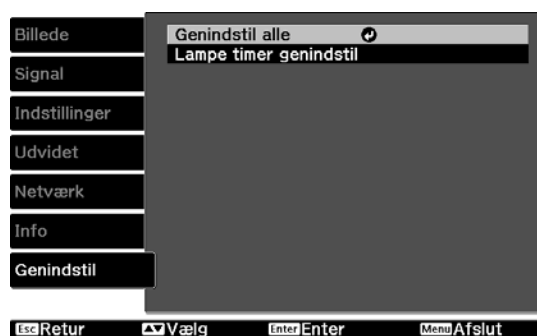 Billede
Signal
Indstillinger
Udvidet
Netværk
Info
Genindstil
Genindstil alle
Lampe timer genindstil
Esc Retur Vælg Enter Enter Menu Afslut